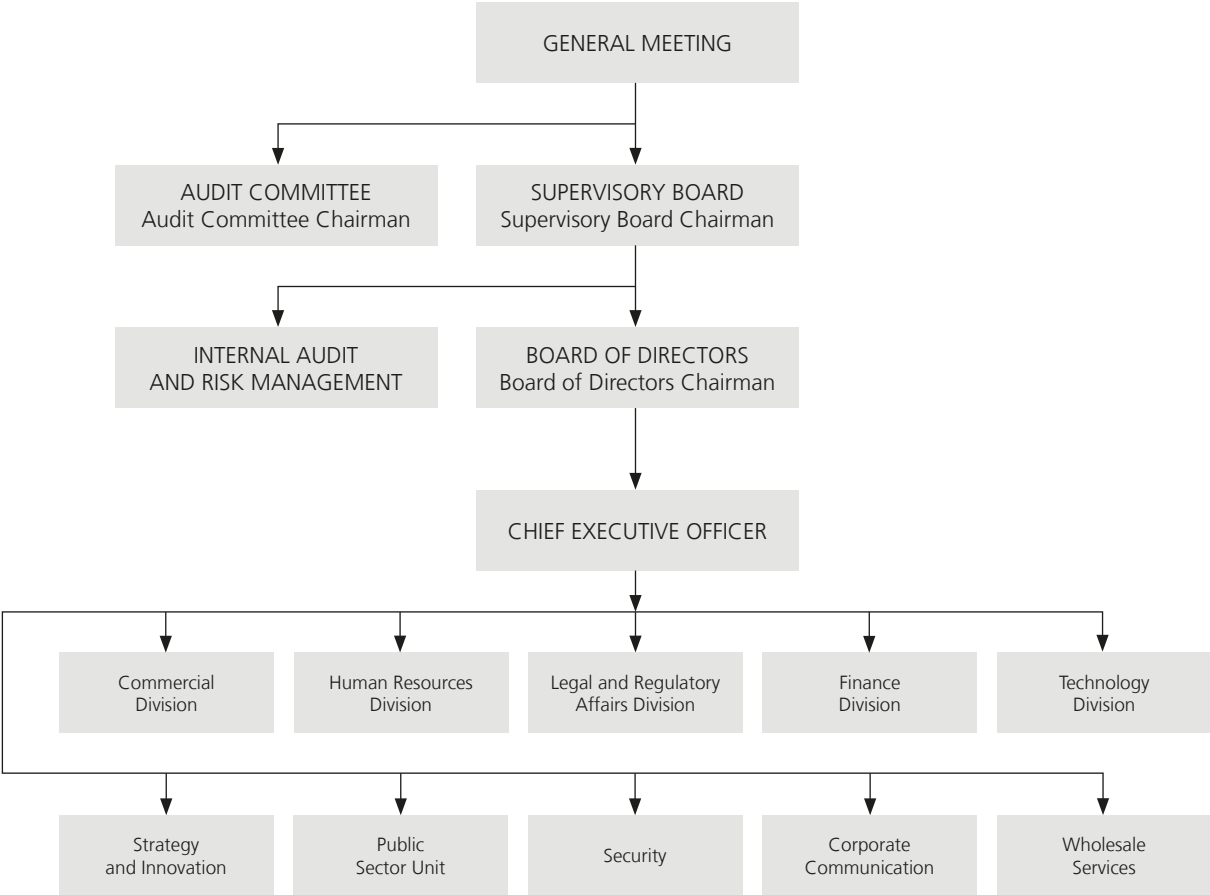 GENERAL MEETING
AUDIT COMMITTEE
Audit Committee Chairman
SUPERVISORY BOARD
Supervisory Board Chairman
INTERNAL AUDIT
AND RISK MANAGEMENT
BOARD OF DIRECTORS
Board of Directors Chairman
CHIEF EXECUTIVE OFFICER
Commercial
Division
Human Resources
Division
Legal and Regulatory
Affairs Division
Finance
Division
Technology
Division
Strategy
and Innovation
Public
Sector Unit
Security
Corporate
Communication
Wholesale
Services